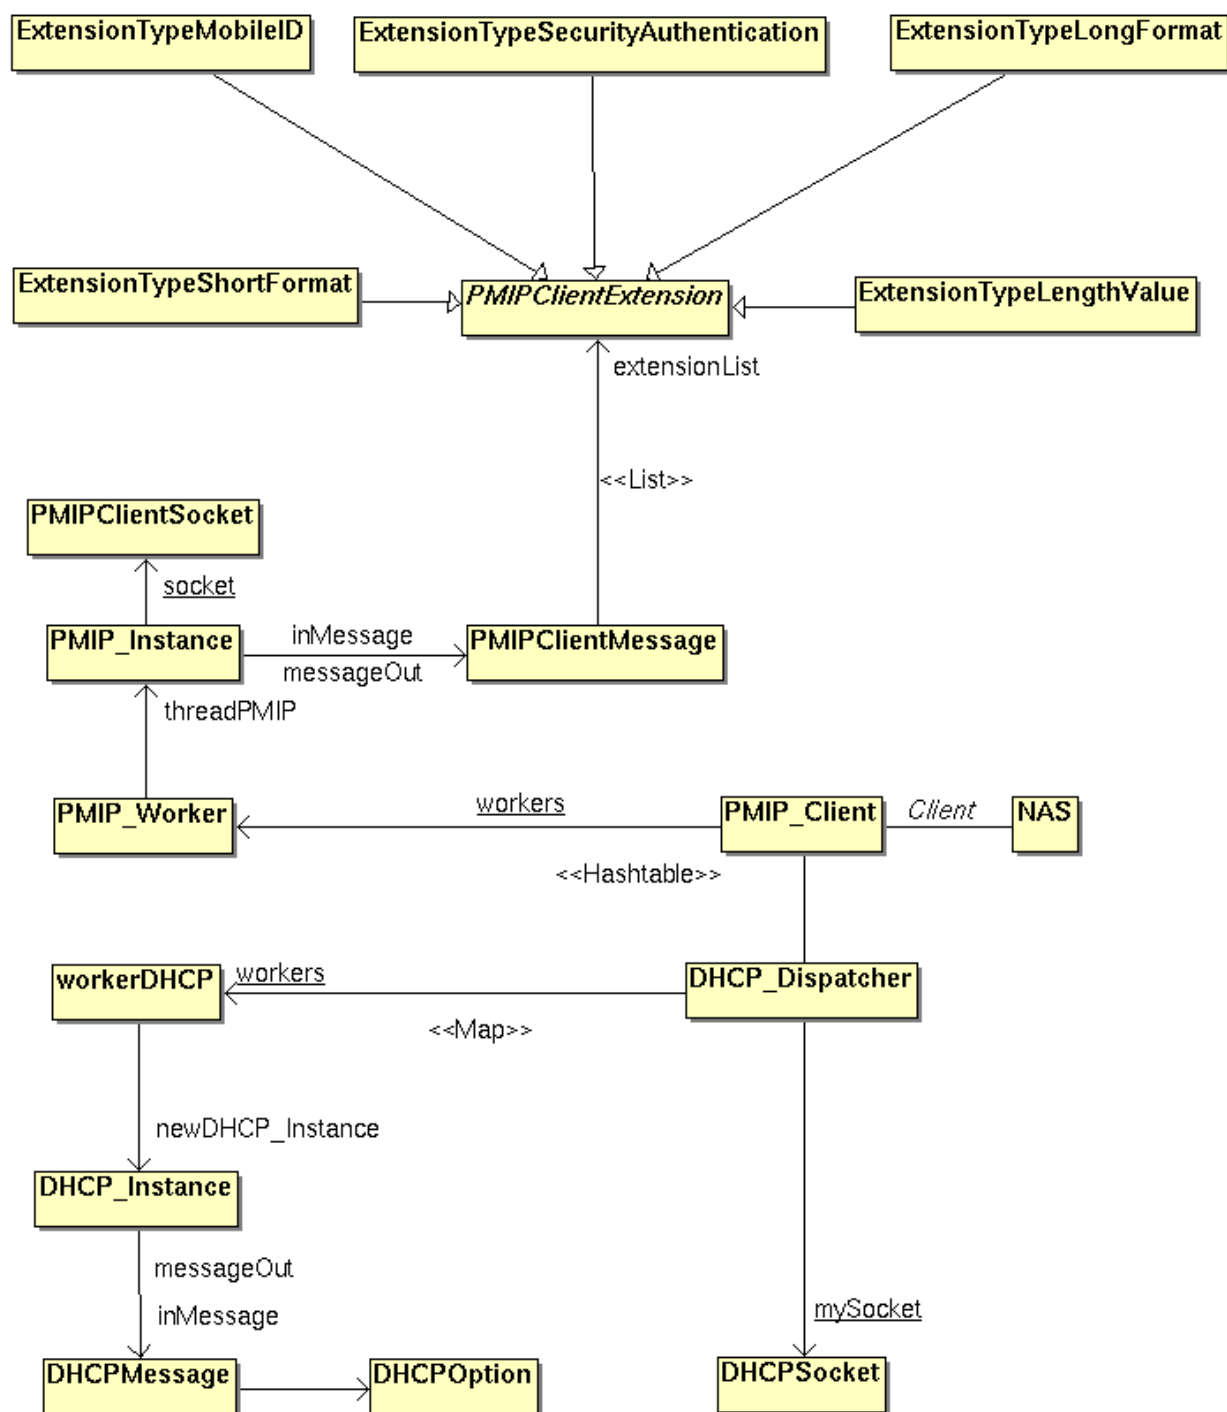 ExtensionTypeMobileID
ExtensionTypeSecurityAuthentication
ExtensionTypeLongFormat
ExtensionTypeShortFormat
PMIPClientExtension
ExtensionTypeLengthValue
extensionList
<<List>>
PMIPClientSocket
socket
PMIP_Instance
inMessage
messageOut
PMIPClientMessage
threadPMIP
PMIP_Worker
workers
PMIP_Client
Client
NAS
<<Hashtable>>
workerDHCP
workers
DHCP_Dispatcher
<<Map>>
newDHCP_Instance
DHCP_Instance
messageOut
inMessage
mySocket
DHCPMessage
DHCPOption
DHCPSocket